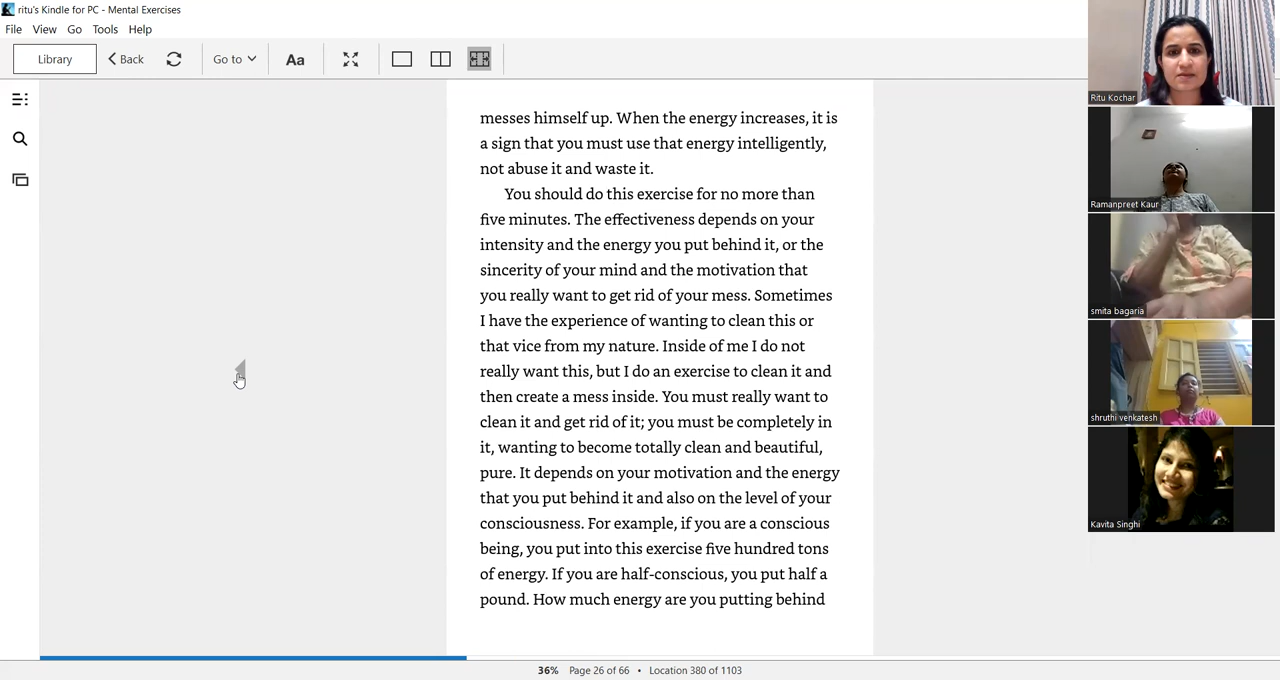 ritu's Kindle for PC - Mental Exercises
File View Go Tools Help
Library
Back
Go to
Aa
messes himself up. When the energy increases, it is
a sign that you must use that energy intelligently,
not abuse it and waste it.
You should do this exercise for no more than
five minutes. The effectiveness depends on your
intensity and the energy you put behind it, or the
sincerity of your mind and the motivation that
you really want to get rid of your mess. Sometimes
I have the experience of wanting to clean this or
that vice from my nature. Inside of me I do not
really want this, but I do an exercise to clean it and
then create a mess inside. You must really want to
clean it and get rid of it; you must be completely in
it, wanting to become totally clean and beautiful,
pure. It depends on your motivation and the energy
that you put behind it and also on the level of your
consciousness. For example, if you are a conscious
being, you put into this exercise five hundred tons
of energy. If you are half-conscious, you put half a
pound. How much energy are you putting behind
36% Page 26 of 66 • Location 380 of 1103
Ritu Kochar
Ramanpreet Kaur
smita bagaria
shruthi venkatesh
Kavita Singhi